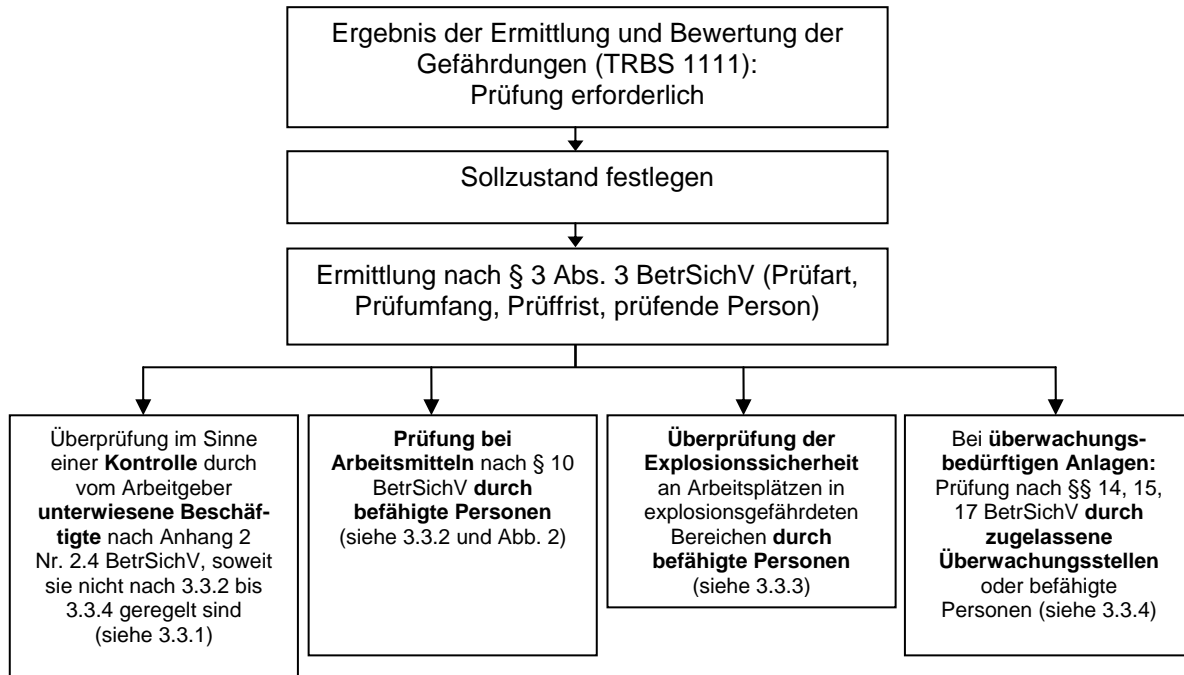 Ergebnis der Ermittlung und Bewertung der
Gefährdungen (TRBS 1111):
Prüfung erforderlich
Sollzustand festlegen
Ermittlung nach § 3 Abs. 3 BetrSichV (Prüfart,
Prüfumfang, Prüffrist, prüfende Person)
Überprüfung im Sinne
einer Kontrolle durch
vom Arbeitgeber
unterwiesene Beschäf-
tigte nach Anhang 2
Nr. 2.4 BetrSichV, soweit
sie nicht nach 3.3.2 bis
3.3.4 geregelt sind
(siehe 3.3.1)
Prüfung bei
Arbeitsmitteln nach § 10
BetrSichV durch
befähigte Personen
(siehe 3.3.2 und Abb. 2)
Überprüfung der
Explosionssicherheit
an Arbeitsplätzen in
explosionsgefährdeten
Bereichen durch
befähigte Personen
(siehe 3.3.3)
Bei überwachungs-
bedürftigen Anlagen:
Prüfung nach §§ 14, 15,
17 BetrSichV durch
zugelassene
Überwachungsstellen
oder befähigte
Personen (siehe 3.3.4)